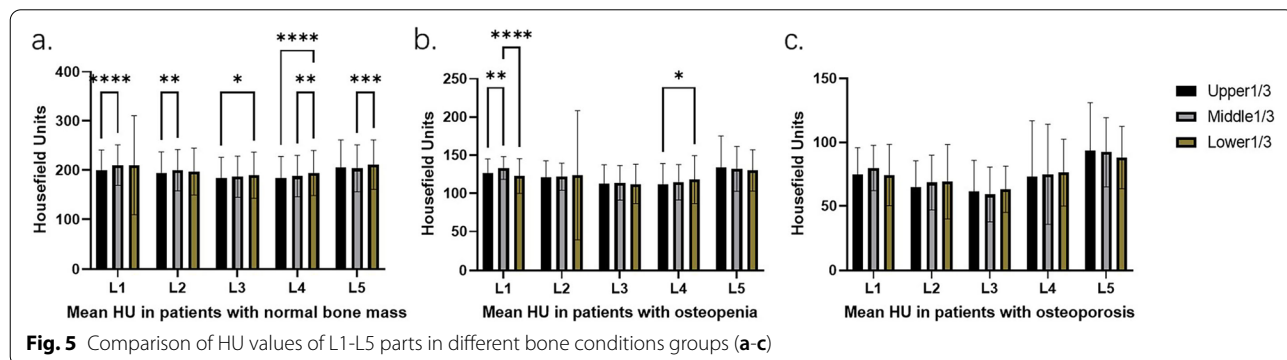 a.
400
300
200
100
0
Housefield Units
****
**
*
****
**
***
L1 L2 L3 L4 L5
Mean HU in patients with normal bone mass
b.
250
200
150
100
50
0
Housefield Units
****
**
*
L1 L2 L3 L4 L5
Mean HU in patients with osteopenia
c.
150
100
50
0
Housefield Units
L1 L2 L3 L4 L5
Mean HU in patients with osteoporosis
Upper1/3
Middle1/3
Lower1/3
Fig. 5 Comparison of HU values of L1-L5 parts in different bone conditions groups (a-c)